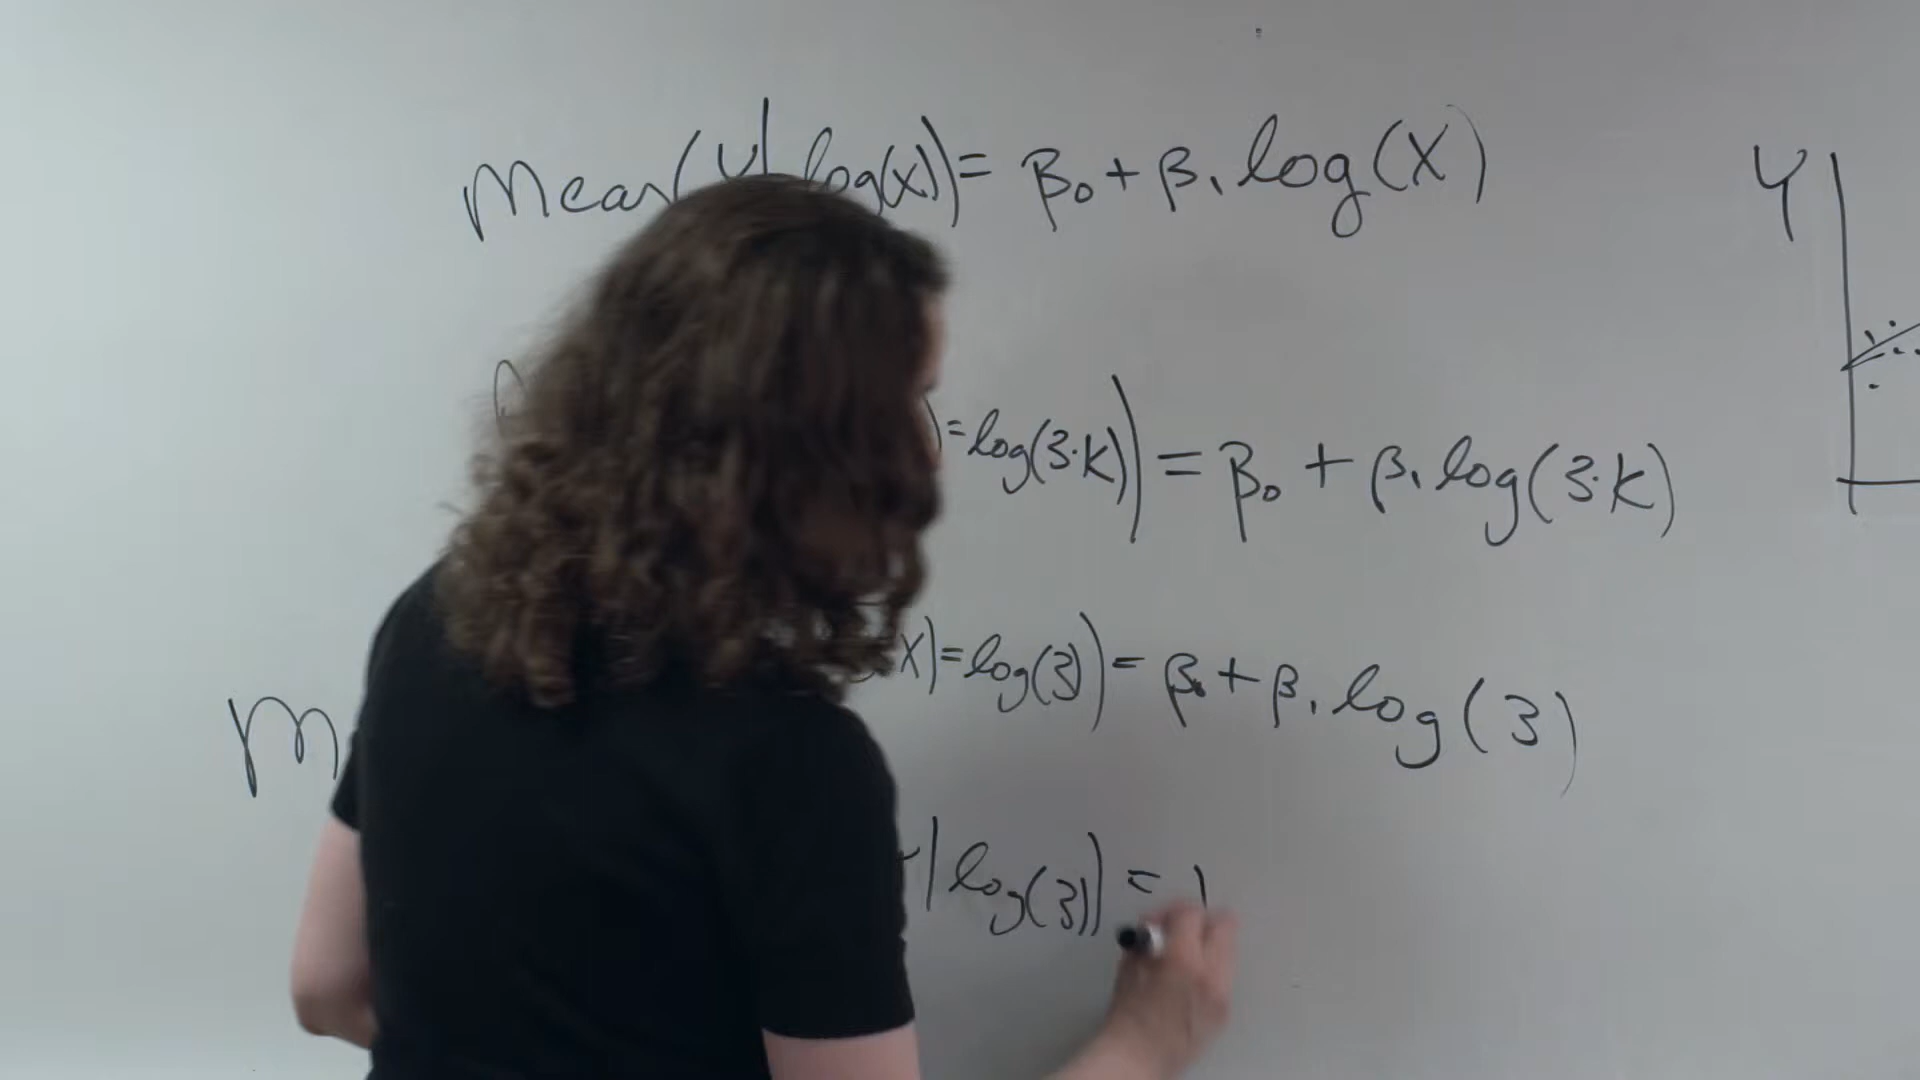 Mean(Y| log(X)) = β₀ + β₁ log(X)
Y
= log(3·K)) = β₀ + β₁ log(3·K)
X) = log(3)) = β₀ + β₁ log(3)
M
| log(3)) =